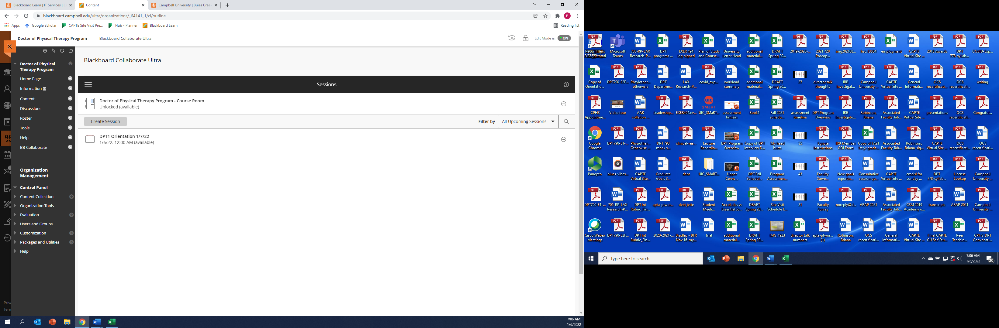 Blackboard Learn | IT Services | C
Content
Campbell University | Buies Cree
blackboard.campbell.edu/ultra/organizations/_64141_1/cl/outline
B
Apps
Google Scholar
CAPTE Site Visit Pre...
Hub - Planner
Blackboard Learn
Reading list
Doctor of Physical Therapy Program
Blackboard Collaborate Ultra
Edit Mode is:
ON
Doctor of Physical
Therapy Program
Home Page
Information
Content
Discussions
Roster
Tools
Help
BB Collaborate
Organization
Management
Control Panel
Content Collection
Organization Tools
Evaluation
Users and Groups
Customization
Packages and Utilities
Help
Priva
Term
Blackboard Collaborate Ultra
Sessions
Doctor of Physical Therapy Program - Course Room
Unlocked (available)
Create Session
Filter by
All Upcoming Sessions
DPT1 Orientation 1/7/22
1/6/22, 12:00 AM (available)
7:06 AM
1/6/2022
Microsoft
Teams
705-RP-LAX
Research-P...
DPT
programs ...
EXER 494
log-signed
Plan of Study
and Course...
University
Letter Head
additional
material...
DRAFT
Spring 20...
2019-2020-...
2021 728
Procop...
img202108...
hsc.13584
employment
CAPTE
Virtual Site ...
2018 Awards
DPT
778-syllab...
COVID-Exp...
Copy of
Orientatio...
DPT790-E2F...
Phsyiother...
otherwsie
DPT
Departme...
LAX
Research-P...
covid_exp...
workload
summary
additional
material...
DRAFT
Spring 20...
27
director talk
thoughts
IRB
Investigat...
Campbell
University ...
CAPTE
Virtual Site ...
General
Informati...
OCS
recertificati...
OCS
recertificati...
writing
CPHS
Appointme...
Video tour
AAR
collation ...
Leadership...
EXER494.ev...
UIC
SMaRT
UIC_SMaRT...
assessment
timlein
Book1
Fall 2021
schedu...
assessment
timeline
DPT Program
Overview
IRB
Investigato...
Robinson,
Briana
Associated
Faculty Tab...
CAPTE
Virtual Site ...
presentations
OCS
recertificati...
Congratul...
Google
Chrome
DPT790-E1-...
Physiother...
Otherwise ...
DPT 790
mock s...
clinical-rea...
Lecture
Recordin...
DPT Program
Overview
Copy of DPT
Interview D...
My head
hurts
35
Egnyte
Instructions
IRB Member
COI Form
Copy of FA21
1st yr grade...
Associated
Faculty Tab...
Robinson,
Briana-sig...
CAPTE
Virtual Site ...
OCS
recertificati...
OCS
recertificati...
Panopto
blues-vibes...
CAPTE
Virtual Site...
Graduate
Goals S...
debt
UIC_SMaRT...
Upper
Cervic...
DPT Fall
Schedul...
Program
Assessmen...
43
Faculty
Surve...
New goals
reportin...
Consultative
session qu...
CAPTE
Virtual Site ...
emaisl for
sunday ...
DPT
778-syllab...
License
Lookup
Campbell
University ...
DPT790-E1-...
705-RP-LAX
Research-P...
DPT Int
Rubric_Fin...
apta-ptwor...
debt jette
Student
Meeti...
Accolades vs
Essential Jo...
DRAFT
Spring 20...
Site Visit
Schedule E...
21
Faculty
Survey
noreply@d...
ARAP 2021
Associated
Faculty Tab...
CSM 2019
Academy o...
transcripts
ARAP 2021
Campbell
University ...
Cisco Webex
Meetings
DPT790-E2F...
DPT Int
Rubric_Fin...
2020-2021-...
Bradley - BFR
Nov 16-my...
trial
additional
material...
DRAFT
Spring 20...
IMG_1923
director talk
numbers
apta-ptwor...
(1)
Robinson,
Briana
OCS
recertificati...
General
Informati...
CAPTE
Virtual Site ...
Final CAPTE
CU Self Stu...
Peer
Teachin...
CPHS_DPT
Convocati...
Type here to search
7:06 AM
1/6/2022
20